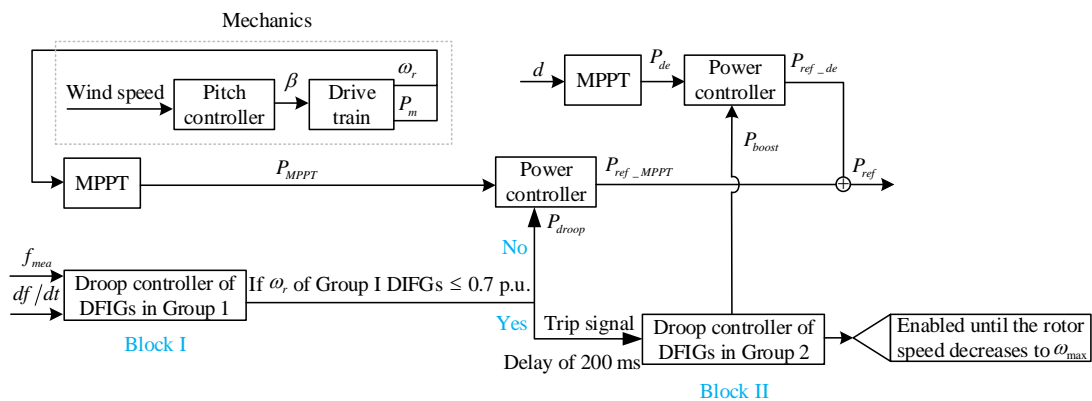 Mechanics
Wind speed
Pitch
controller
β
Drive
train
ω_r
P_m
d
MPPT
P_de
Power
controller
P_ref_de
P_boost
MPPT
P_MPPT
Power
controller
P_ref_MPPT
P_ref
P_droop
No
f_mea
df/dt
Droop controller of
DFIGs in Group 1
If ω_r of Group I DIFGs ≤ 0.7 p.u.
Block I
Yes
Trip signal
Delay of 200 ms
Droop controller of
DFIGs in Group 2
Enabled until the rotor
speed decreases to ω_max
Block II